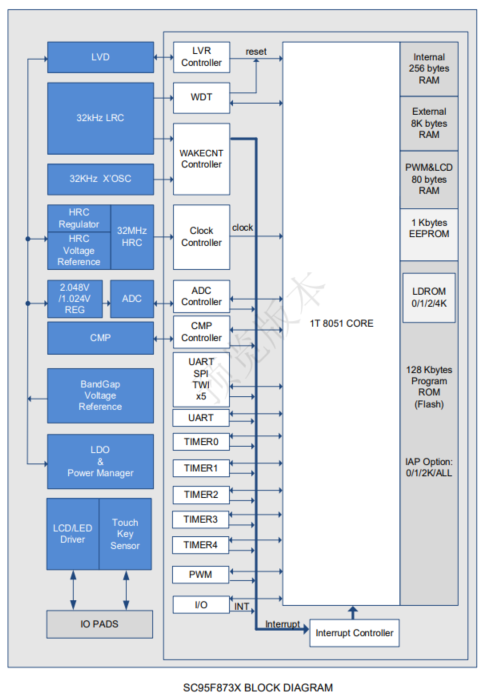 LVD
LVR
Controller
reset
WDT
32kHz LRC
WAKECNT
Controller
32KHz X'OSC
HRC
Regulator
HRC
Voltage
Reference
32MHz
HRC
Clock
Controller
clock
2.048V
/1.024V
REG
ADC
ADC
Controller
CMP
CMP
Controller
UART
SPI
TWI
x5
BandGap
Voltage
Reference
UART
TIMER0
LDO
&
Power Manager
TIMER1
TIMER2
TIMER3
TIMER4
LCD/LED
Driver
Touch
Key
Sensor
PWM
I/O
INT
IO PADS
Interrupt
Interrupt Controller
1T 8051 CORE
Internal
256 bytes
RAM
External
8K bytes
RAM
PWM&LCD
80 bytes
RAM
1 Kbytes
EEPROM
LDROM
0/1/2/4K
128 Kbytes
Program
ROM
(Flash)
IAP Option:
0/1/2K/ALL
预览版本
SC95F873X BLOCK DIAGRAM